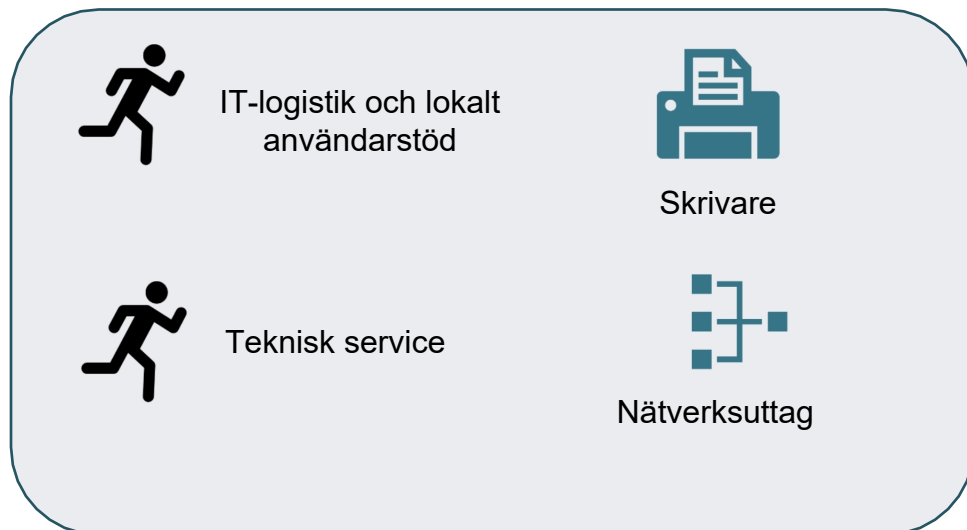 IT-logistik och lokalt
användarstöd
Skrivare
Teknisk service
Nätverksuttag